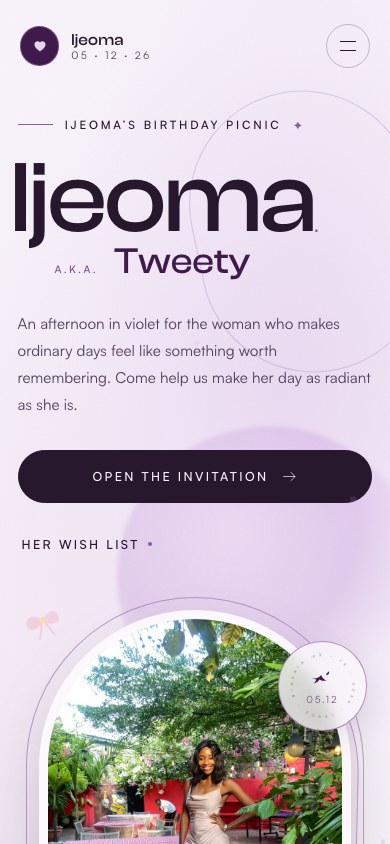 Ijeoma
05 · 12 · 26
IJEOMA'S BIRTHDAY PICNIC ✦
Ijeoma.
A.K.A. Tweety
An afternoon in violet for the woman who makes
ordinary days feel like something worth
remembering. Come help us make her day as radiant
as she is.
OPEN THE INVITATION →
HER WISH LIST •
05.12